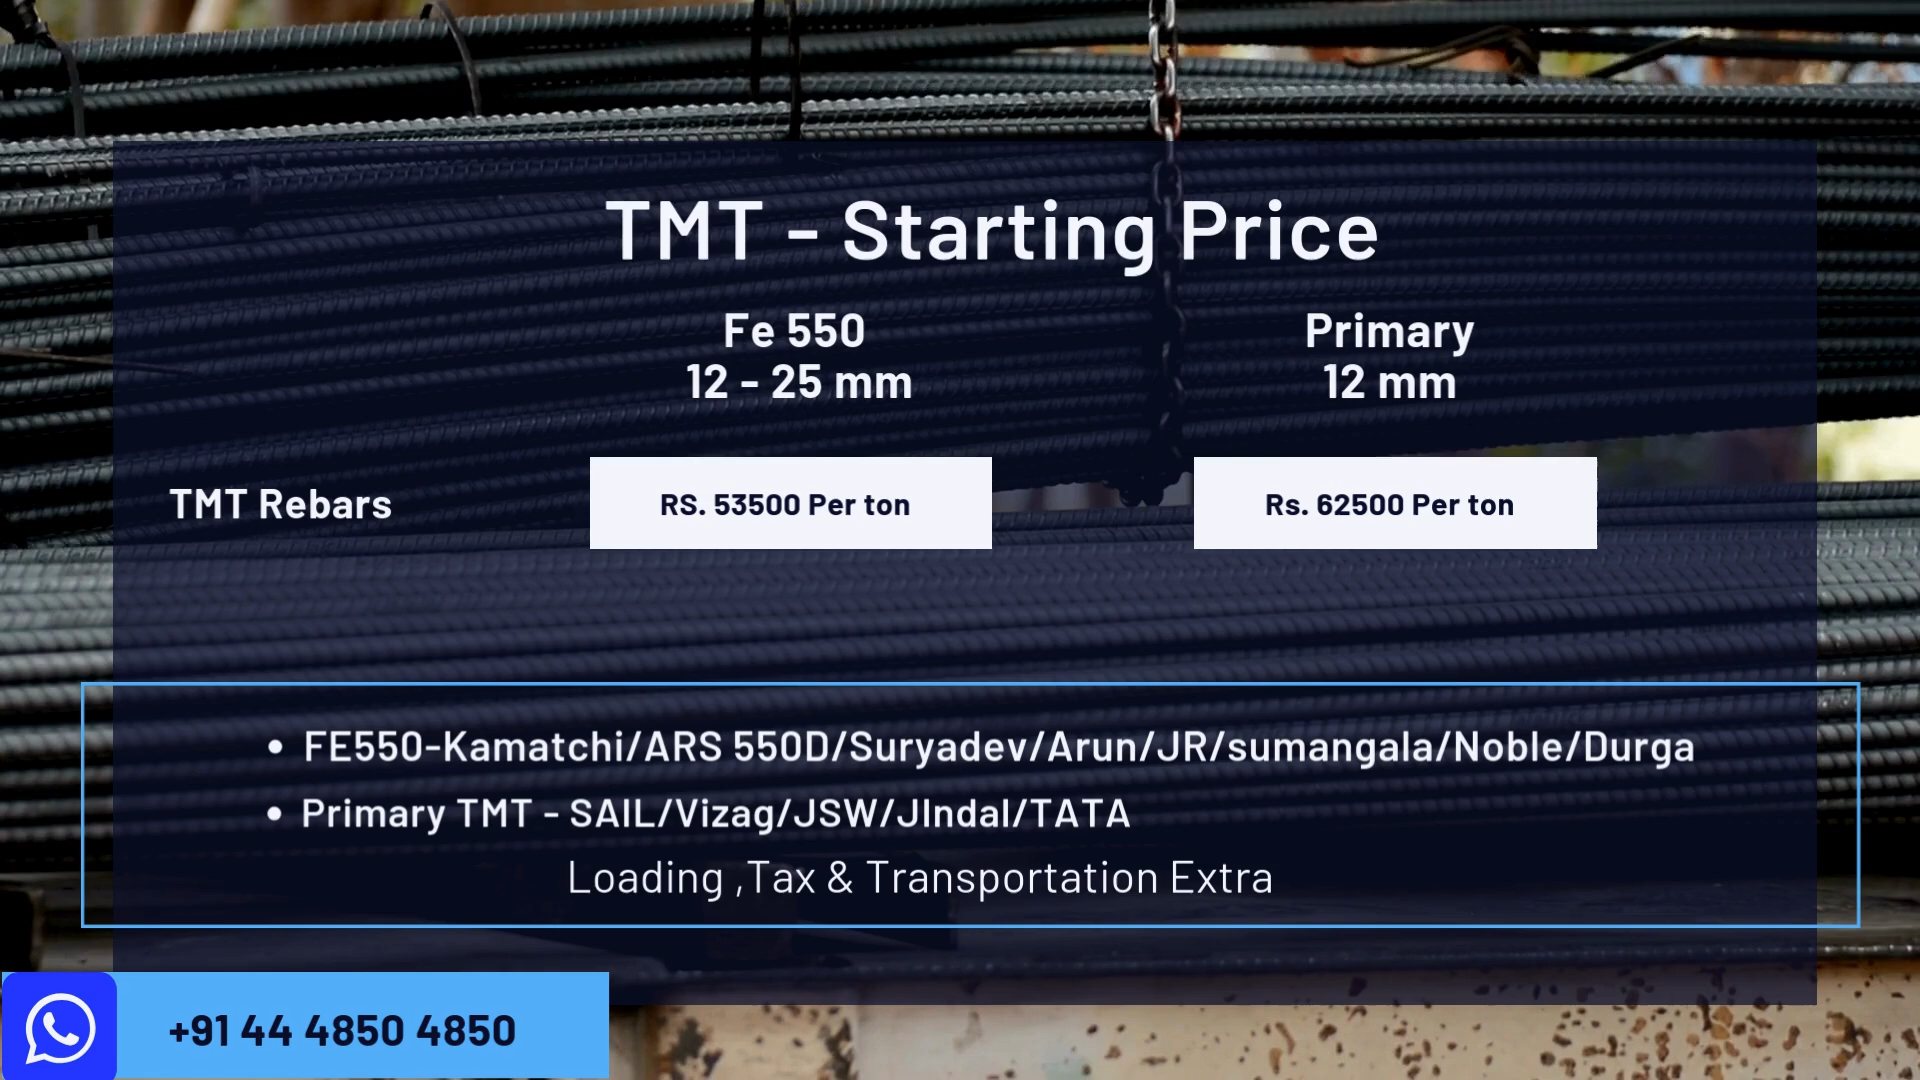 TMT - Starting Price
Fe 550
12 - 25 mm
Primary
12 mm
TMT Rebars
RS. 53500 Per ton
Rs. 62500 Per ton
• FE550-Kamatchi/ARS 550D/Suryadev/Arun/JR/sumangala/Noble/Durga
• Primary TMT - SAIL/Vizag/JSW/JIndal/TATA
Loading ,Tax & Transportation Extra
+91 44 4850 4850